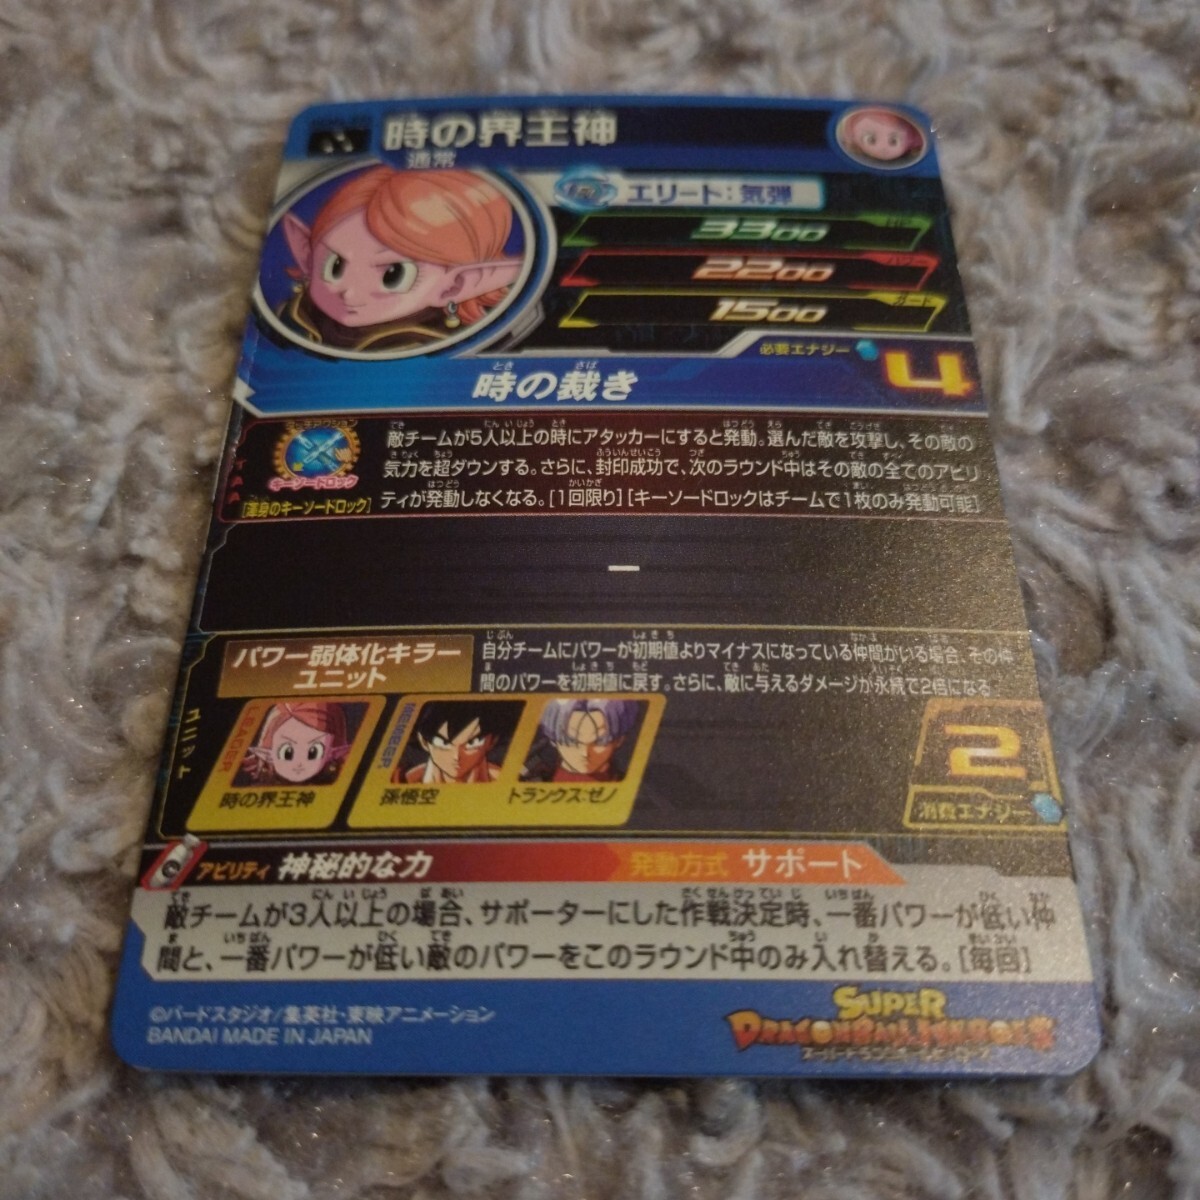 時の界王神
通常
エリート:気弾
3300
パワー
2200
ガード
1500
必要エナジー
4
時の裁き
キーソードロック
[渾身のキーソードロック]
敵チームが5人以上の時にアタッカーにすると発動。選んだ敵を攻撃し、その敵の
気力を超ダウンする。さらに、封印成功で、次のラウンド中はその敵の全てのアビリ
ティが発動しなくなる。[1回限り][キーソードロックはチームで1枚のみ発動可能]
ー
ユニット
パワー弱体化キラー
ユニット
自分チームにパワーが初期値よりマイナスになっている仲間がいる場合、その仲
間のパワーを初期値に戻す。さらに、敵に与えるダメージが永続で2倍になる
LEADER
時の界王神
MEMBER
孫悟空
トランクス:ゼノ
2
消費エナジー
アビリティ 神秘的な力
発動方式 サポート
敵チームが3人以上の場合、サポーターにした作戦決定時、一番パワーが低い仲
間と、一番パワーが低い敵のパワーをこのラウンド中のみ入れ替える。[毎回]
©バードスタジオ/集英社・東映アニメーション
BANDAI MADE IN JAPAN
SUPER
DRAGONBALL HEROES
スーパードラゴンボールヒーローズ